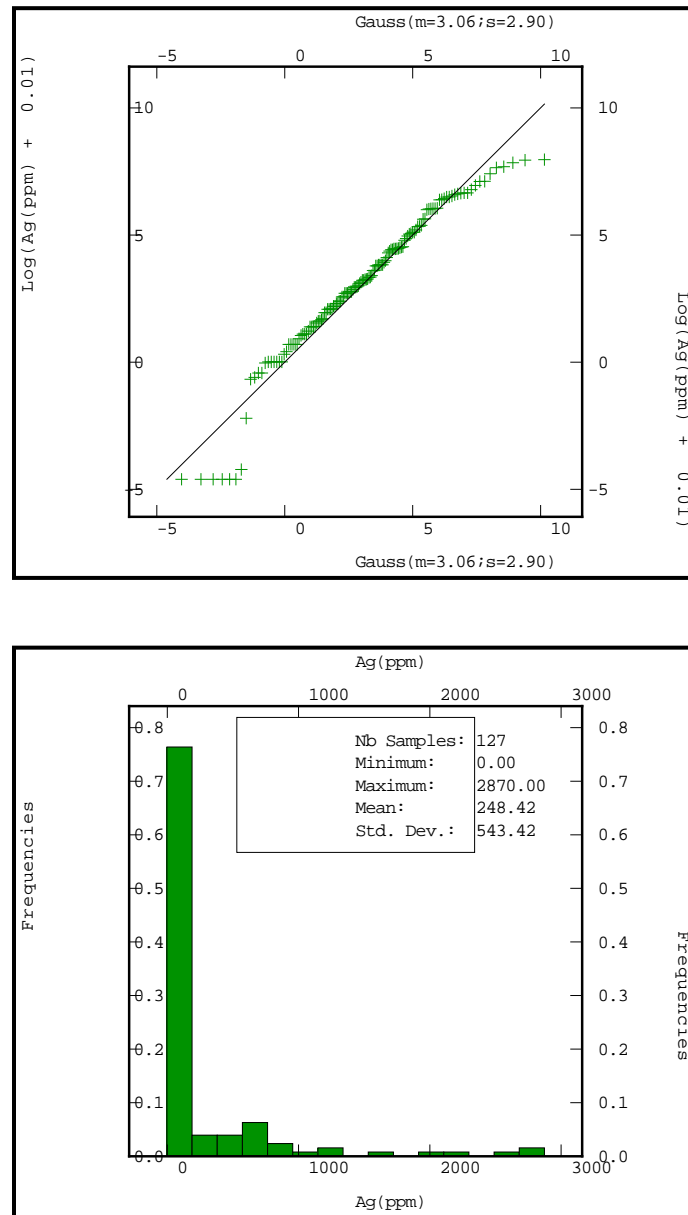 Gauss(m=3.06;s=2.90)
-5 0 5 10
Log(Ag(ppm) + 0.01)
10 10
5 5
0 0
-5 -5
Log(Ag(ppm) + 0.01)
-5 0 5 10
Gauss(m=3.06;s=2.90)
Ag(ppm)
0 1000 2000 3000
Nb Samples: 127
Minimum: 0.00
Maximum: 2870.00
Mean: 248.42
Std. Dev.: 543.42
Frequencies
0.8 0.8
0.7 0.7
0.6 0.6
0.5 0.5
0.4 0.4
0.3 0.3
0.2 0.2
0.1 0.1
0.0 0.0
Frequencies
0 1000 2000 3000
Ag(ppm)